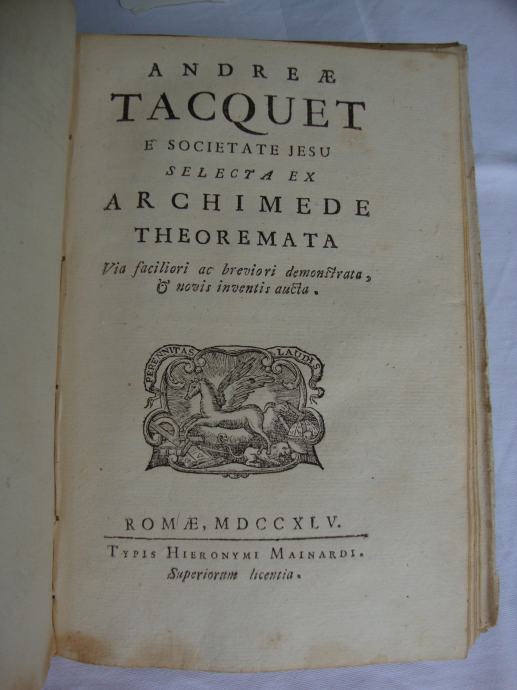 ANDREÆ
TACQUET
E SOCIETATE JESU
SELECTA EX
ARCHIMEDE
THEOREMATA
Via faciliori ac breviori demonstrata,
& novis inventis aucta.
PERENNITAS LAUDIS
ROMÆ, MDCCXLV.
TYPIS HIERONYMI MAINARDI.
Superiorum licentia.